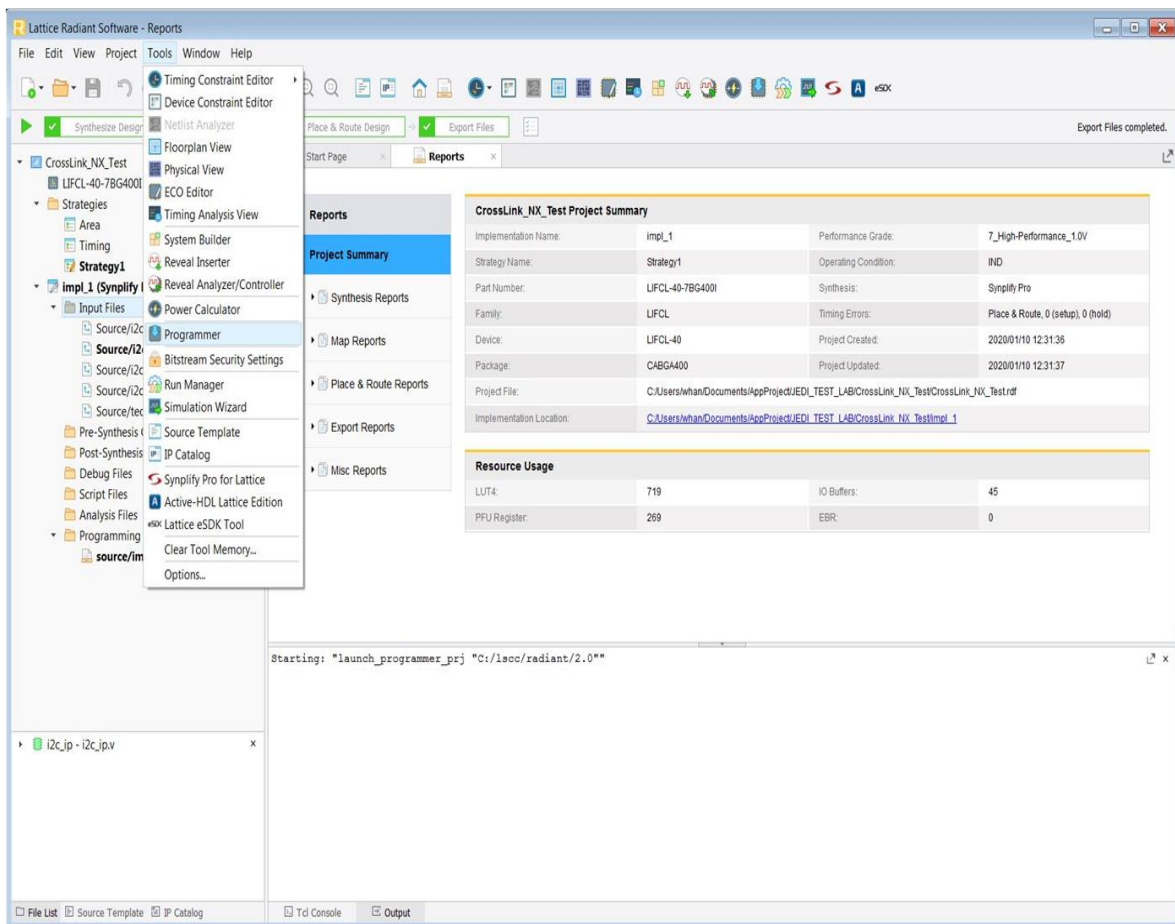 Lattice Radiant Software - Reports
File Edit View Project Tools Window Help
Synthesize Design
Place & Route Design
Export Files
Export Files completed.
CrossLink_NX_Test
LIFCL-40-7BG400I
Strategies
Area
Timing
Strategy1
impl_1 (Synplify
Input Files
Source/i2c
Source/i2
Source/i2c
Source/i2c
Source/tec
Pre-Synthesis
Post-Synthesis
Debug Files
Script Files
Analysis Files
Programming
source/im
Timing Constraint Editor
Device Constraint Editor
Netlist Analyzer
Floorplan View
Physical View
ECO Editor
Timing Analysis View
System Builder
Reveal Inserter
Reveal Analyzer/Controller
Power Calculator
Programmer
Bitstream Security Settings
Run Manager
Simulation Wizard
Source Template
IP Catalog
Synplify Pro for Lattice
Active-HDL Lattice Edition
eSDK Lattice eSDK Tool
Clear Tool Memory...
Options...
eSDK
Start Page
Reports
Reports
Project Summary
Synthesis Reports
Map Reports
Place & Route Reports
Export Reports
Misc Reports
CrossLink_NX_Test Project Summary
Implementation Name: impl_1 Performance Grade: 7_High-Performance_1.0V
Strategy Name: Strategy1 Operating Condition: IND
Part Number: LIFCL-40-7BG400I Synthesis: Synplify Pro
Family: LIFCL Timing Errors: Place & Route, 0 (setup), 0 (hold)
Device: LIFCL-40 Project Created: 2020/01/10 12:31:36
Package: CABGA400 Project Updated: 2020/01/10 12:31:37
Project File: C:/Users/whan/Documents/AppProject/JEDI_TEST_LAB/CrossLink_NX_Test/CrossLink_NX_Test.rdf
Implementation Location: C:/Users/whan/Documents/AppProject/JEDI_TEST_LAB/CrossLink_NX_Test/impl_1
Resource Usage
LUT4: 719 IO Buffers: 45
PFU Register: 269 EBR: 0
Starting: "launch_programmer_prj "C:/lscc/radiant/2.0""
i2c_ip - i2c_ip.v
File List Source Template IP Catalog
Tcl Console Output